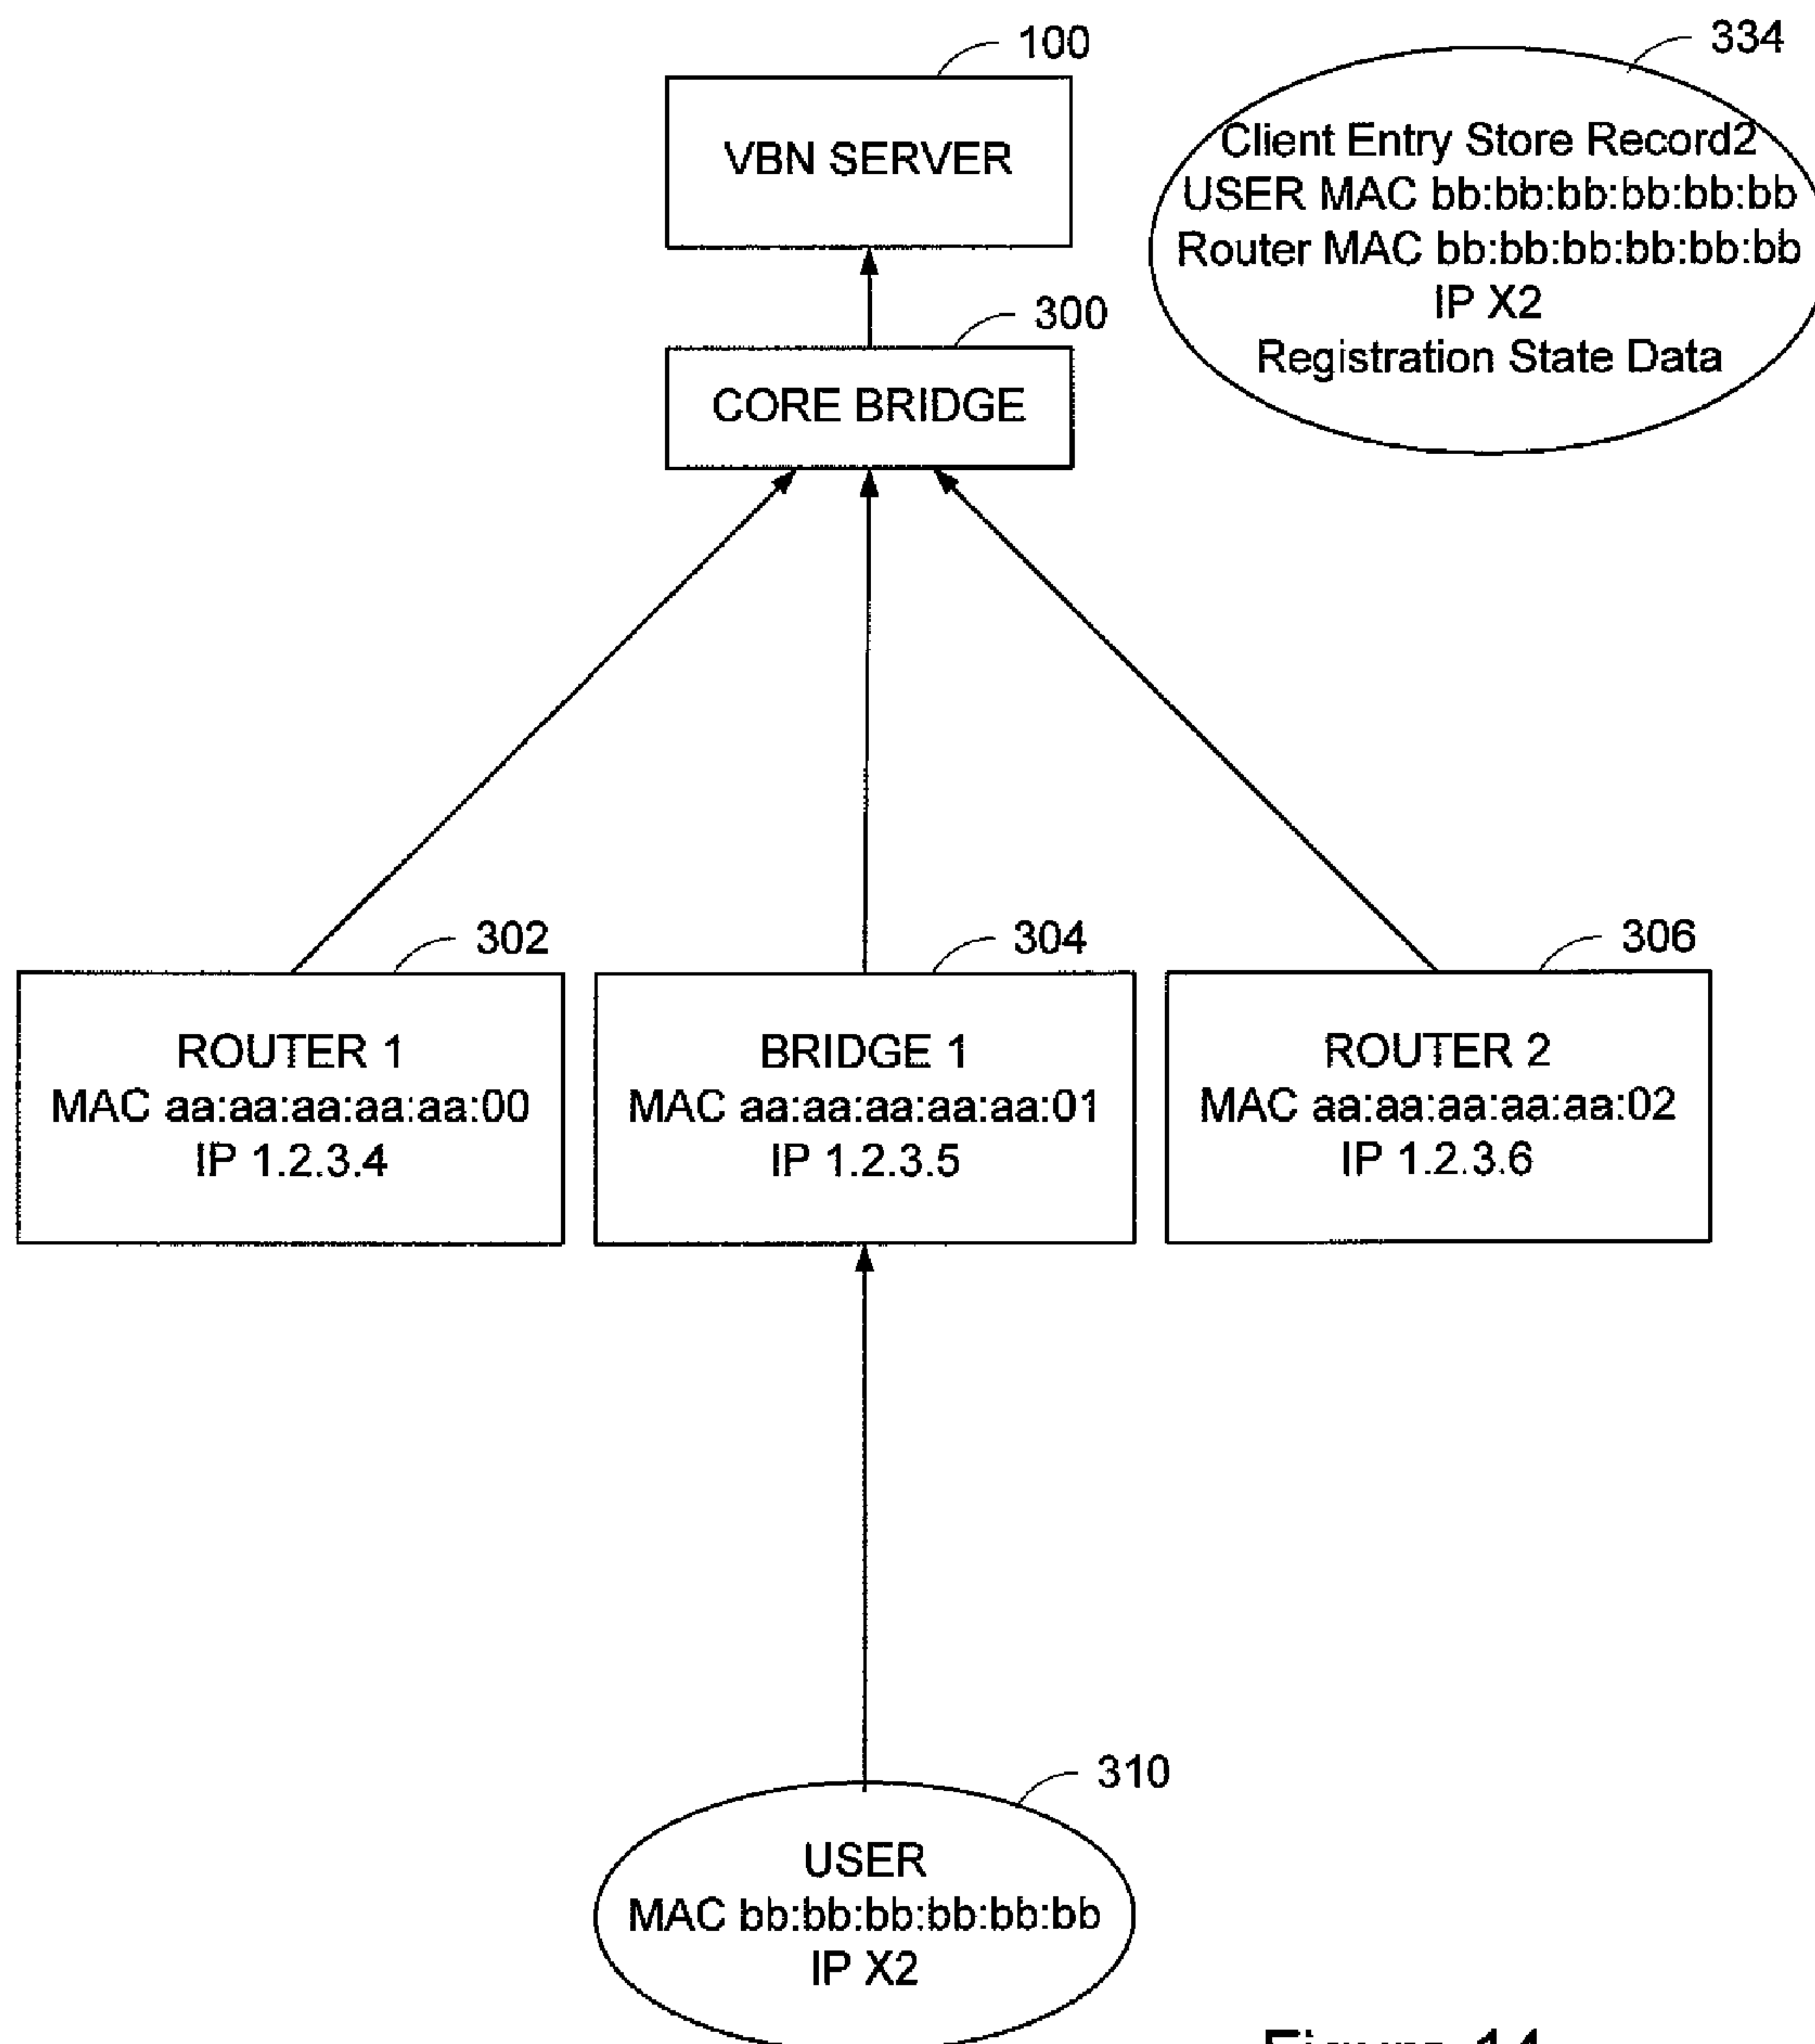 100
VBN SERVER
334
Client Entry Store Record2
USER MAC bb:bb:bb:bb:bb:bb
Router MAC bb:bb:bb:bb:bb:bb
IP X2
Registration State Data
300
CORE BRIDGE
302
ROUTER 1
MAC aa:aa:aa:aa:aa:00
IP 1.2.3.4
304
BRIDGE 1
MAC aa:aa:aa:aa:aa:01
IP 1.2.3.5
306
ROUTER 2
MAC aa:aa:aa:aa:aa:02
IP 1.2.3.6
310
USER
MAC bb:bb:bb:bb:bb:bb
IP X2